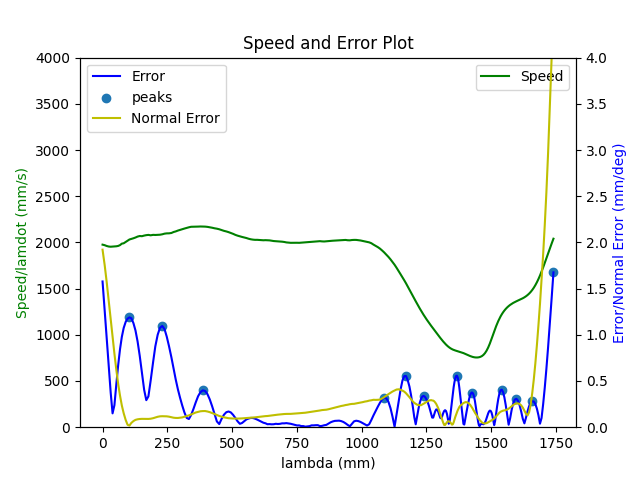 Speed and Error Plot
Error
peaks
Normal Error
Speed
Speed/lamdot (mm/s)
4000
3500
3000
2500
2000
1500
1000
500
0
4.0
3.5
3.0
2.5
2.0
1.5
1.0
0.5
0.0
Error/Normal Error (mm/deg)
0 250 500 750 1000 1250 1500 1750
lambda (mm)